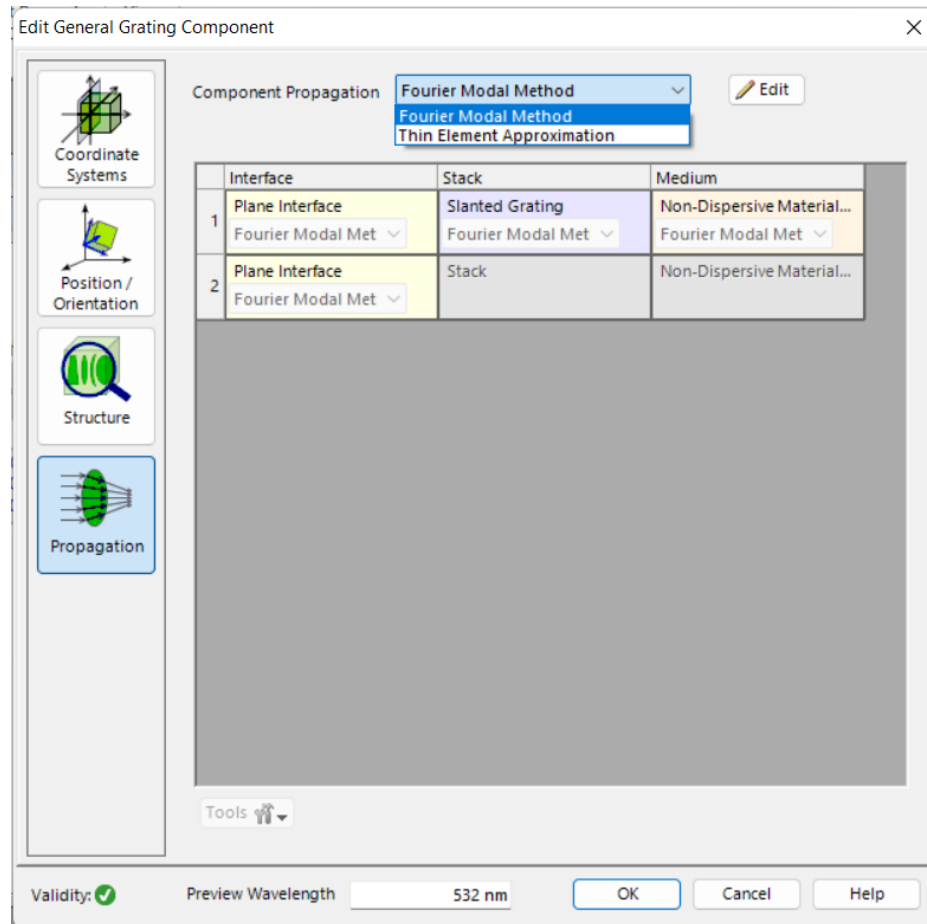 Edit General Grating Component
Coordinate
Systems
Position /
Orientation
Structure
Propagation
Component Propagation Fourier Modal Method Edit
Fourier Modal Method
Thin Element Approximation
Interface Stack Medium
1 Plane Interface Slanted Grating Non-Dispersive Material...
Fourier Modal Met Fourier Modal Met Fourier Modal Met
2 Plane Interface Stack Non-Dispersive Material...
Fourier Modal Met
Tools
Validity: Preview Wavelength 532 nm OK Cancel Help